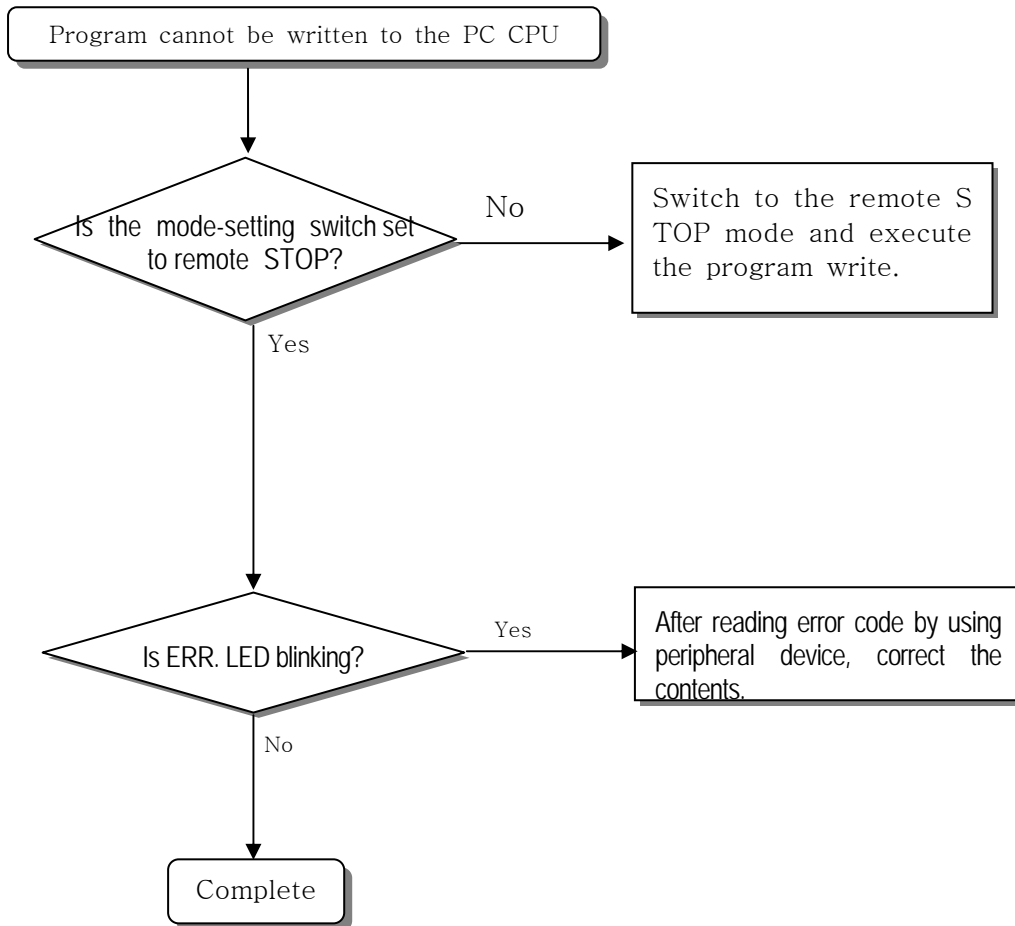 Program cannot be written to the PC CPU
Is the mode-setting switch set
to remote STOP?
No
Switch to the remote S
TOP mode and execute
the program write.
Yes
Is ERR. LED blinking?
Yes
After reading error code by using
peripheral device, correct the
contents.
No
Complete